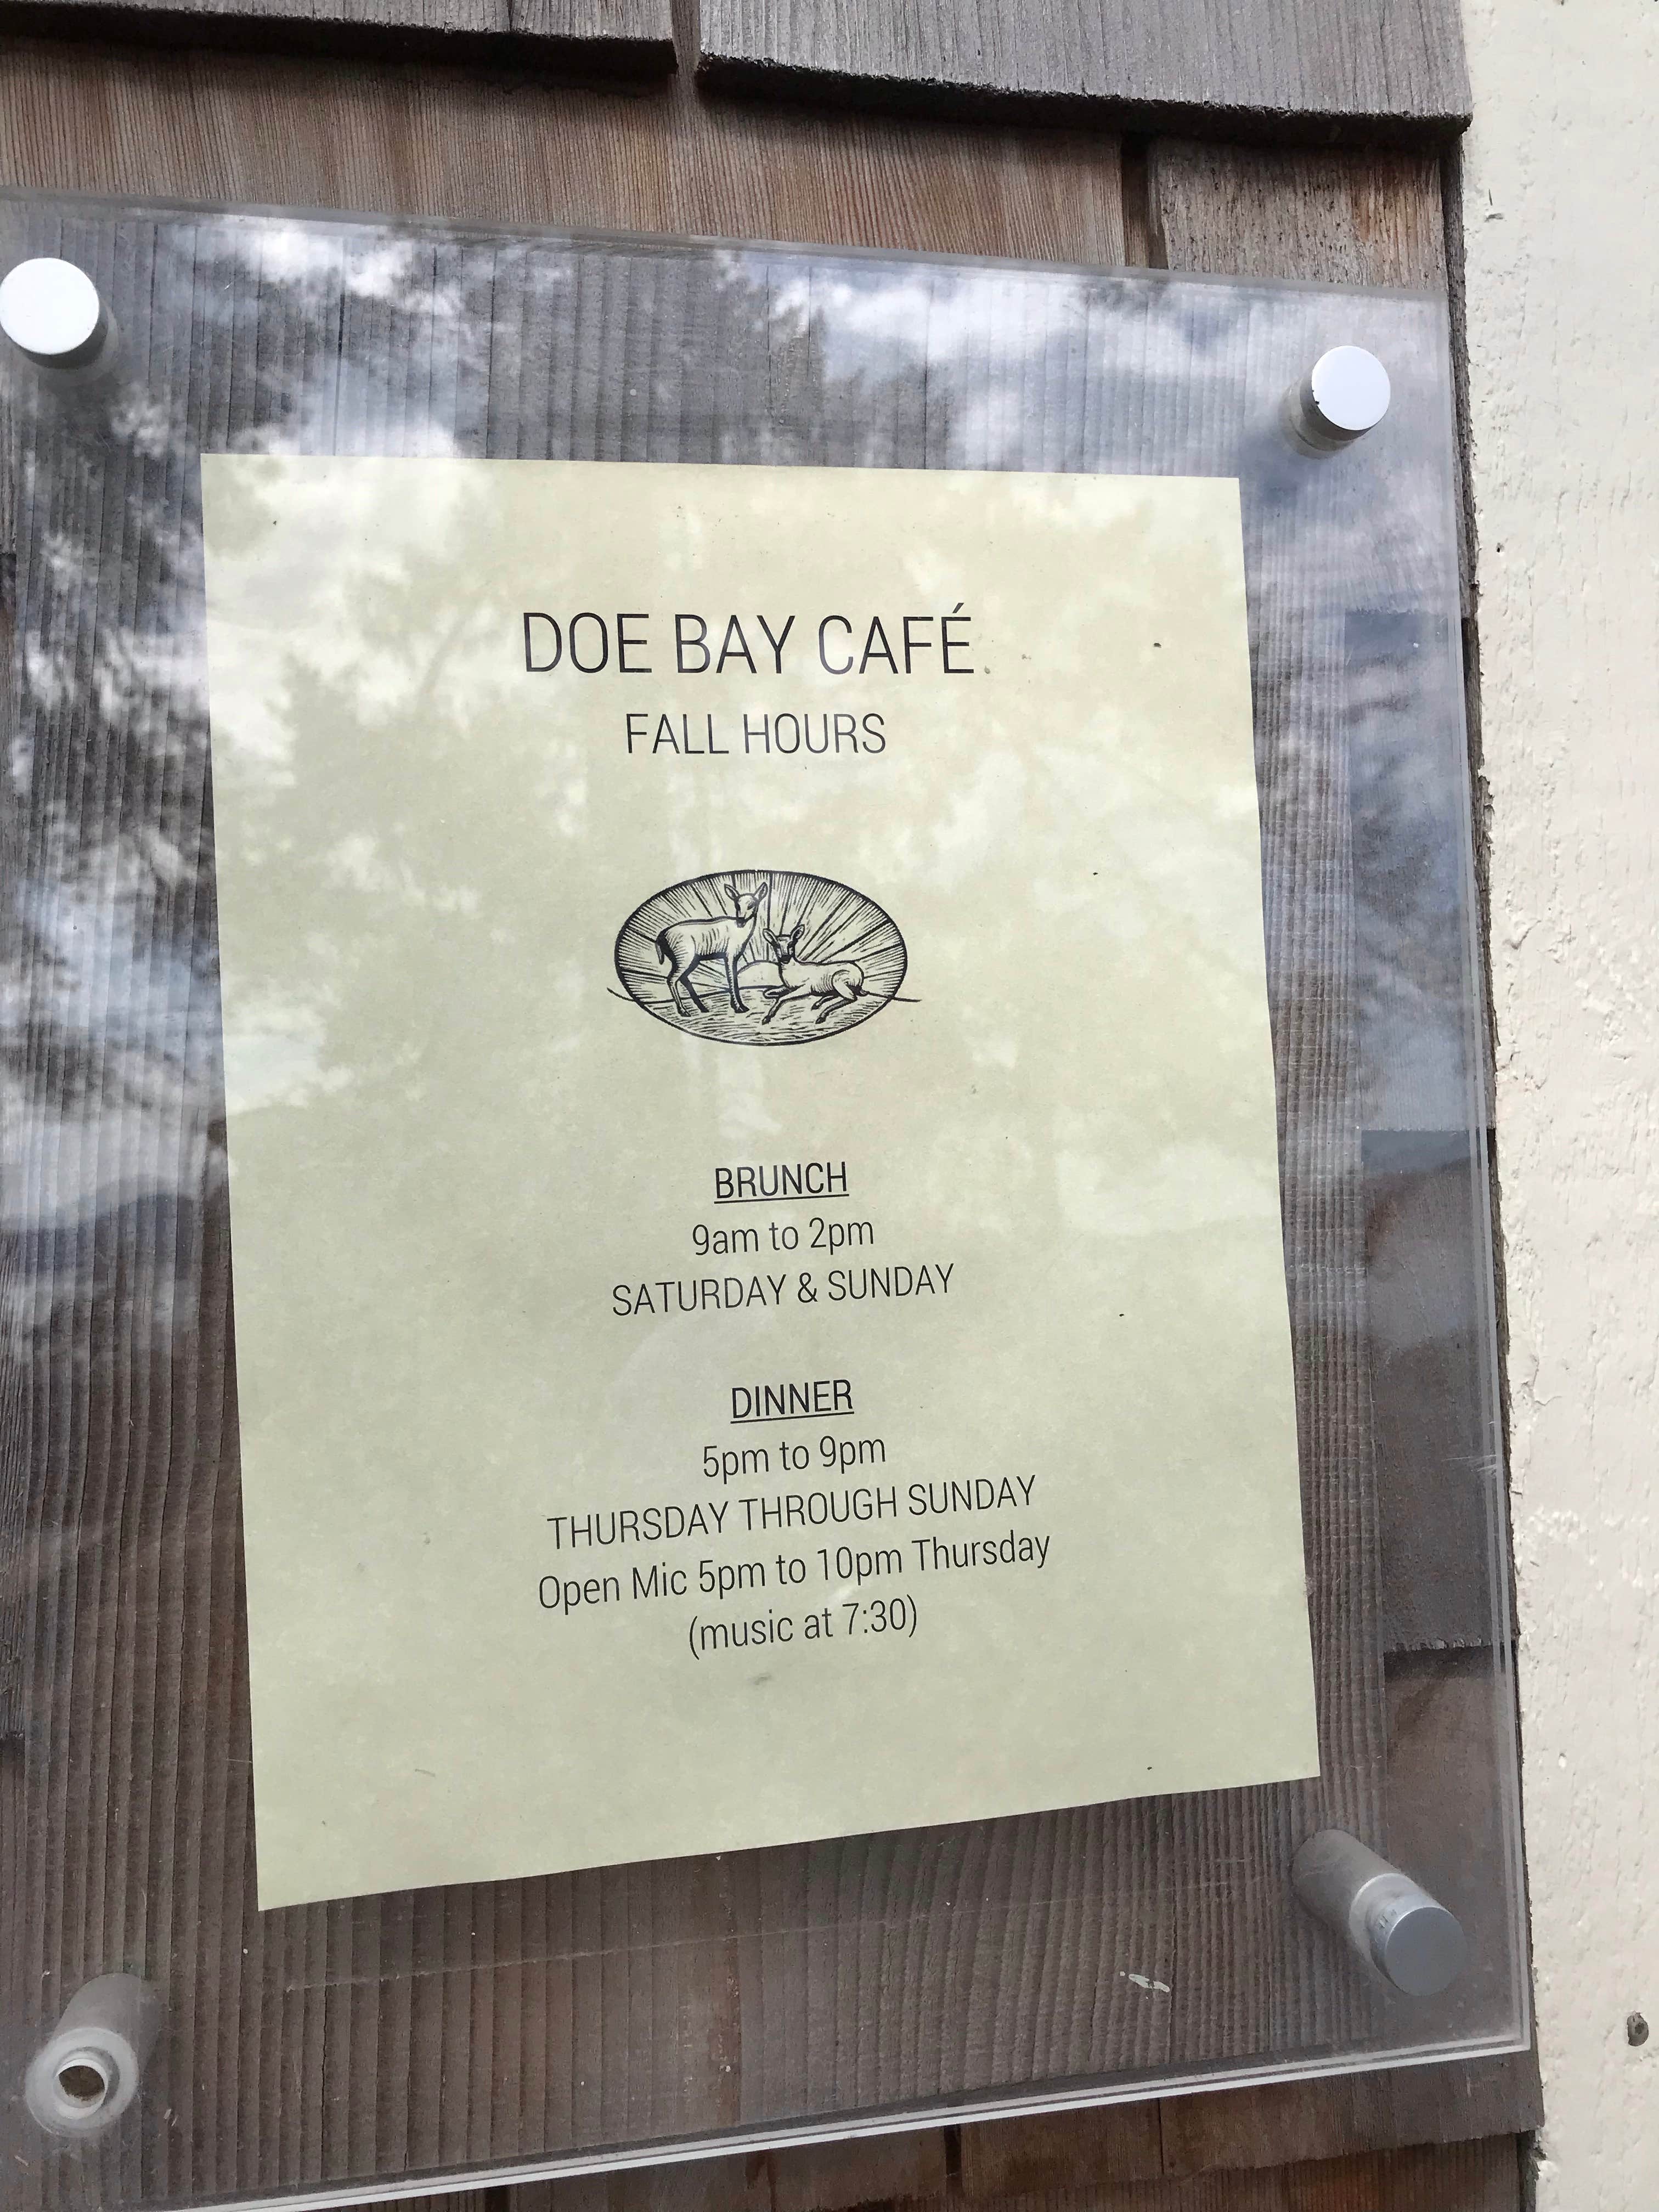 DOE BAY CAFÉ
FALL HOURS
BRUNCH
9am to 2pm
SATURDAY & SUNDAY
DINNER
5pm to 9pm
THURSDAY THROUGH SUNDAY
Open Mic 5pm to 10pm Thursday
(music at 7:30)